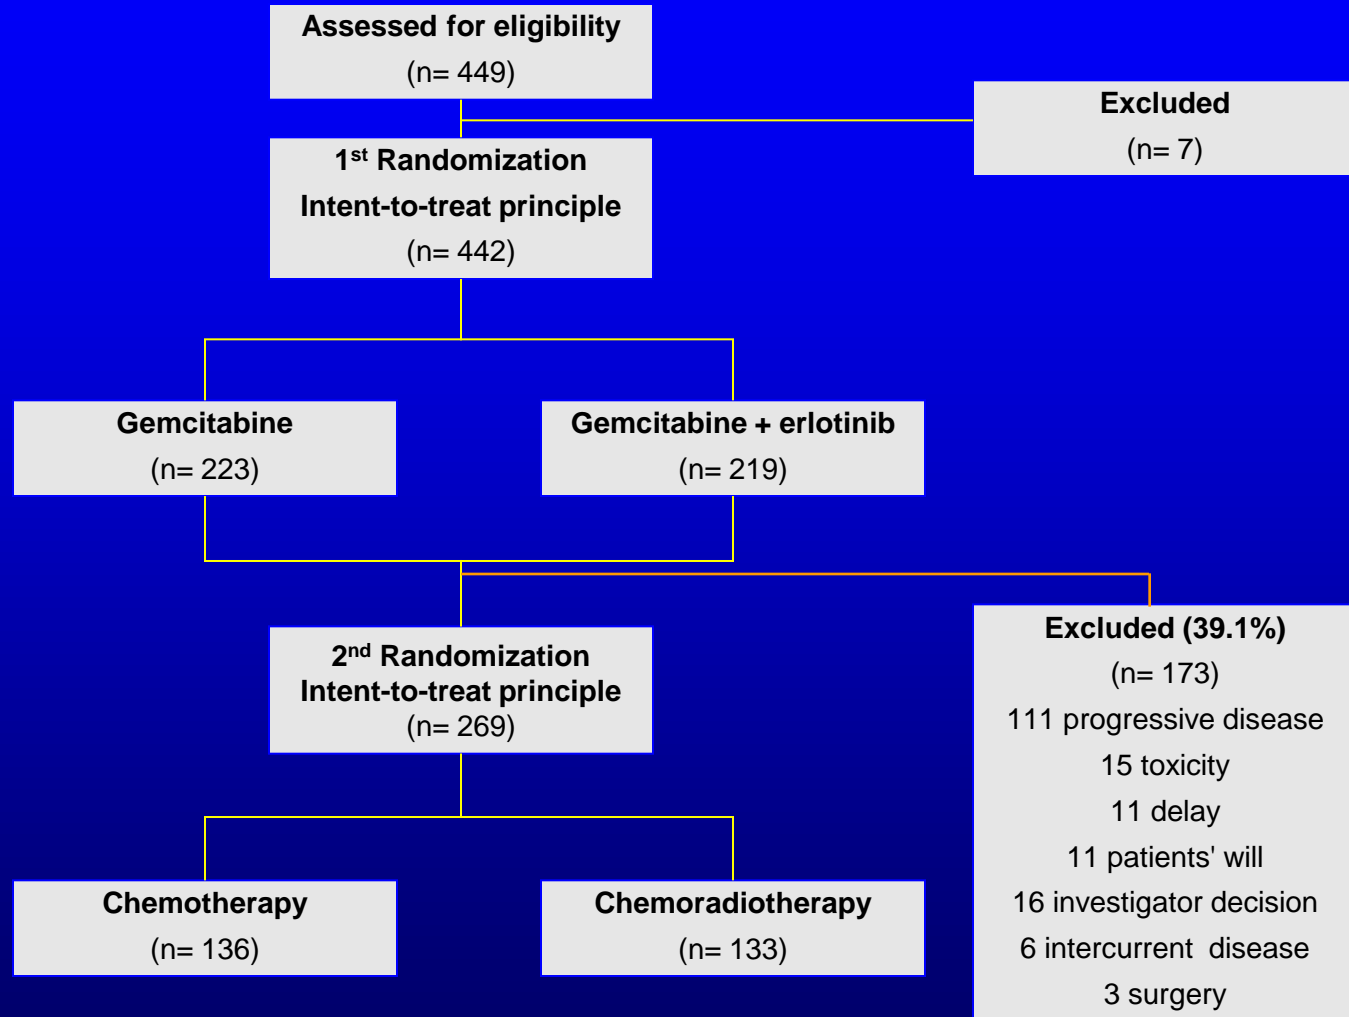 Assessed for eligibility
(n= 449)
Excluded
(n= 7)
1st Randomization
Intent-to-treat principle
(n= 442)
Gemcitabine
(n= 223)
Gemcitabine + erlotinib
(n= 219)
2nd Randomization
Intent-to-treat principle
(n= 269)
Excluded (39.1%)
(n= 173)
111 progressive disease
15 toxicity
11 delay
11 patients' will
16 investigator decision
6 intercurrent  disease
3 surgery
Chemotherapy
(n= 136)
Chemoradiotherapy
(n= 133)